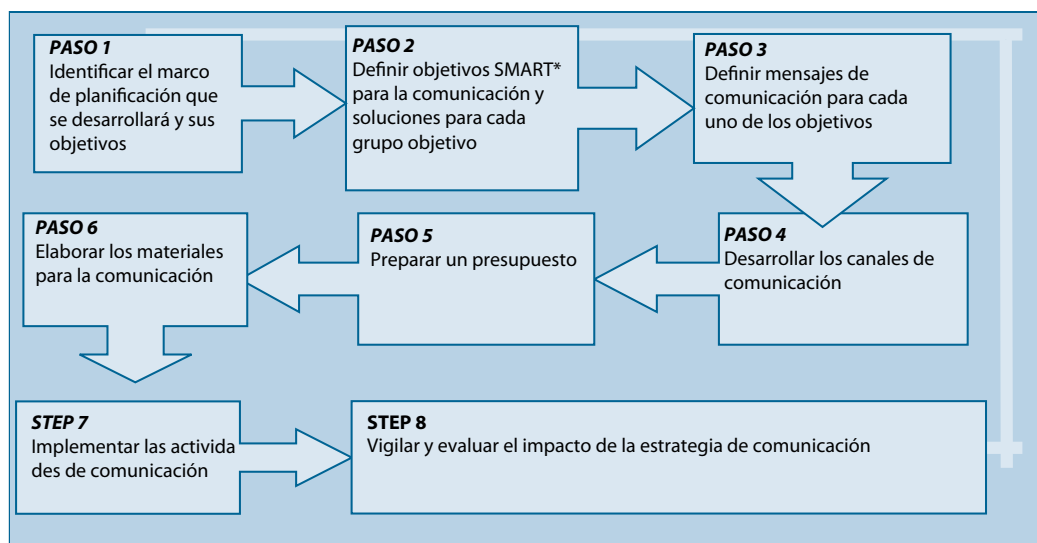 PASO 1
Identificar el marco
de planificación que
se desarrollará y sus
objetivos
PASO 2
Definir objetivos SMART*
para la comunicación y
soluciones para cada
grupo objetivo
PASO 3
Definir mensajes de
comunicación para cada
uno de los objetivos
PASO 4
Desarrollar los canales de
comunicación
PASO 5
Preparar un presupuesto
PASO 6
Elaborar los materiales
para la comunicación
STEP 7
Implementar las activida
des de comunicación
STEP 8
Vigilar y evaluar el impacto de la estrategia de comunicación